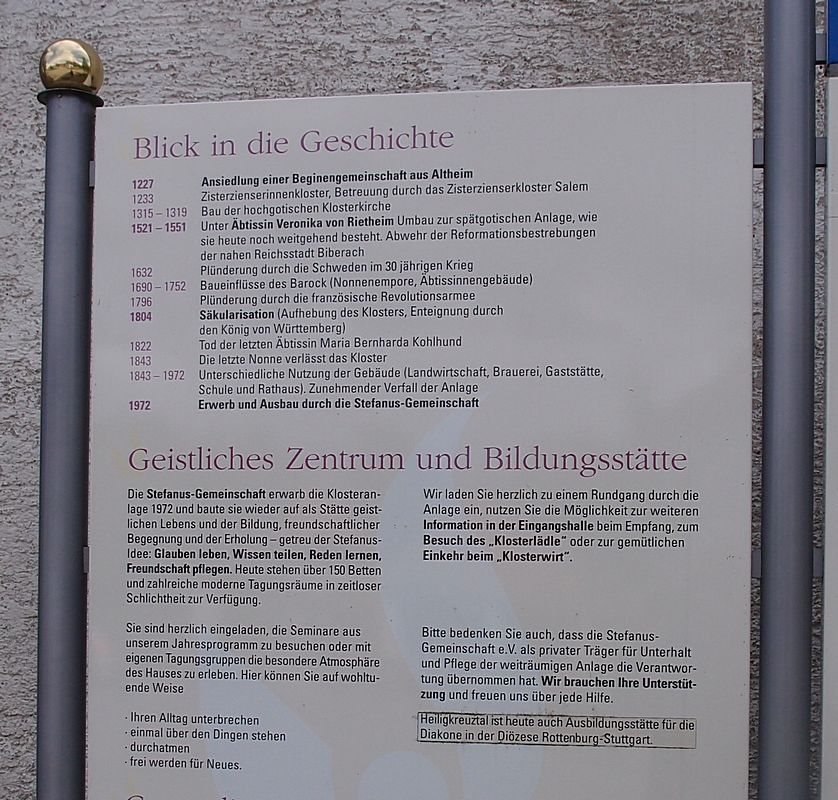 Blick in die Geschichte
1227 Ansiedlung einer Beginengemeinschaft aus Altheim
1233 Zisterzienserinnenkloster, Betreuung durch das Zisterzienserkloster Salem
1315 – 1319 Bau der hochgotischen Klosterkirche
1521 – 1551 Unter Äbtissin Veronika von Rietheim Umbau zur spätgotischen Anlage, wie
sie heute noch weitgehend besteht. Abwehr der Reformationsbestrebungen
der nahen Reichsstadt Biberach
1632 Plünderung durch die Schweden im 30 jährigen Krieg
1690 – 1752 Baueinflüsse des Barock (Nonnenempore, Äbtissinnengebäude)
1796 Plünderung durch die französische Revolutionsarmee
1804 Säkularisation (Aufhebung des Klosters, Enteignung durch
den König von Württemberg)
1822 Tod der letzten Äbtissin Maria Bernharda Kohlhund
1843 Die letzte Nonne verlässt das Kloster
1843 – 1972 Unterschiedliche Nutzung der Gebäude (Landwirtschaft, Brauerei, Gaststätte,
Schule und Rathaus). Zunehmender Verfall der Anlage
1972 Erwerb und Ausbau durch die Stefanus-Gemeinschaft
Geistliches Zentrum und Bildungsstätte
Die Stefanus-Gemeinschaft erwarb die Klosteran-
lage 1972 und baute sie wieder auf als Stätte geist-
lichen Lebens und der Bildung, freundschaftlicher
Begegnung und der Erholung – getreu der Stefanus-
Idee: Glauben leben, Wissen teilen, Reden lernen,
Freundschaft pflegen. Heute stehen über 150 Betten
und zahlreiche moderne Tagungsräume in zeitloser
Schlichtheit zur Verfügung.
Sie sind herzlich eingeladen, die Seminare aus
unserem Jahresprogramm zu besuchen oder mit
eigenen Tagungsgruppen die besondere Atmosphäre
des Hauses zu erleben. Hier können Sie auf wohltu-
ende Weise
· Ihren Alltag unterbrechen
· einmal über den Dingen stehen
· durchatmen
· frei werden für Neues.
Wir laden Sie herzlich zu einem Rundgang durch die
Anlage ein, nutzen Sie die Möglichkeit zur weiteren
Information in der Eingangshalle beim Empfang, zum
Besuch des „Klosterlädle“ oder zur gemütlichen
Einkehr beim „Klosterwirt“.
Bitte bedenken Sie auch, dass die Stefanus-
Gemeinschaft e.V. als privater Träger für Unterhalt
und Pflege der weiträumigen Anlage die Verantwor-
tung übernommen hat. Wir brauchen Ihre Unterstüt-
zung und freuen uns über jede Hilfe.
Heiligkreuztal ist heute auch Ausbildungsstätte für die
Diakone in der Diözese Rottenburg-Stuttgart.